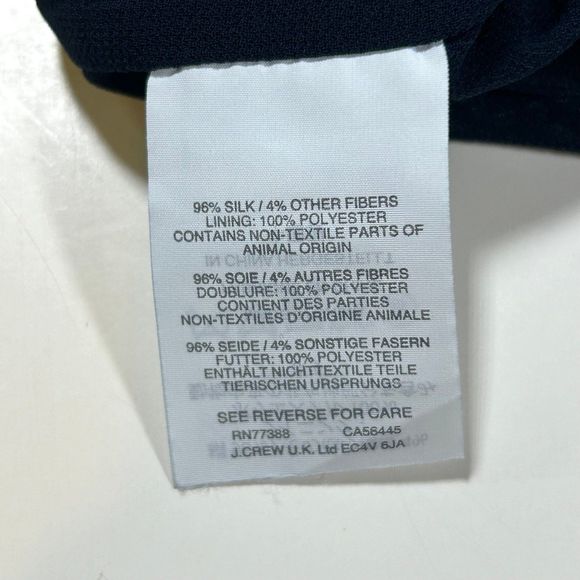 96% SILK / 4% OTHER FIBERS
LINING: 100% POLYESTER
CONTAINS NON-TEXTILE PARTS OF
ANIMAL ORIGIN
96% SOIE / 4% AUTRES FIBRES
DOUBLURE: 100% POLYESTER
CONTIENT DES PARTIES
NON-TEXTILES D'ORIGINE ANIMALE
96% SEIDE / 4% SONSTIGE FASERN
FUTTER: 100% POLYESTER
ENTHÄLT NICHTTEXTILE TEILE
TIERISCHEN URSPRUNGS
SEE REVERSE FOR CARE
RN77388 CA56445
J.CREW U.K. Ltd EC4V 6JA